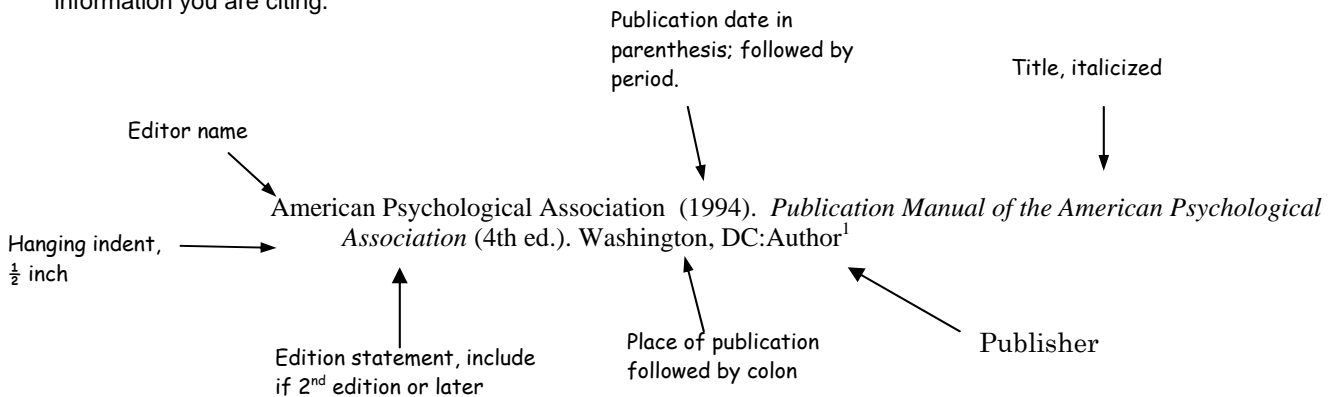 information you are citing.
Publication date in
parenthesis; followed by
period.
Title, italicized
Editor name
American Psychological Association  (1994).  Publication Manual of the American Psychological
Association (4th ed.). Washington, DC:Author1
Hanging indent,
½ inch
Edition statement, include
if 2nd edition or later
Place of publication
followed by colon
Publisher